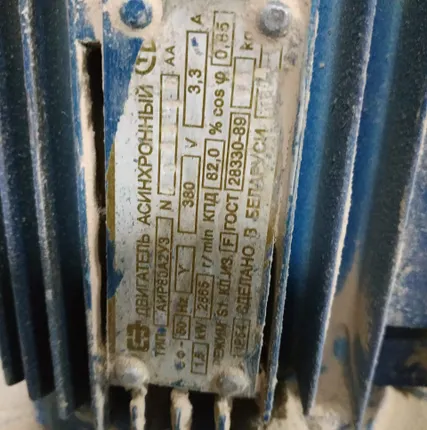 ДВИГАТЕЛЬ АСИНХРОННЫЙ
ТИП АИР80А2У3 N АА
50 Hz Y 380 V 3,3 A
1,5 kW 2865 r/min КПД 82,0 % cos φ 0,85
РЕЖИМ S1 КЛ.ИЗ. F ГОСТ 28330-89 кг
СДЕЛАНО В БЕЛАРУСИ